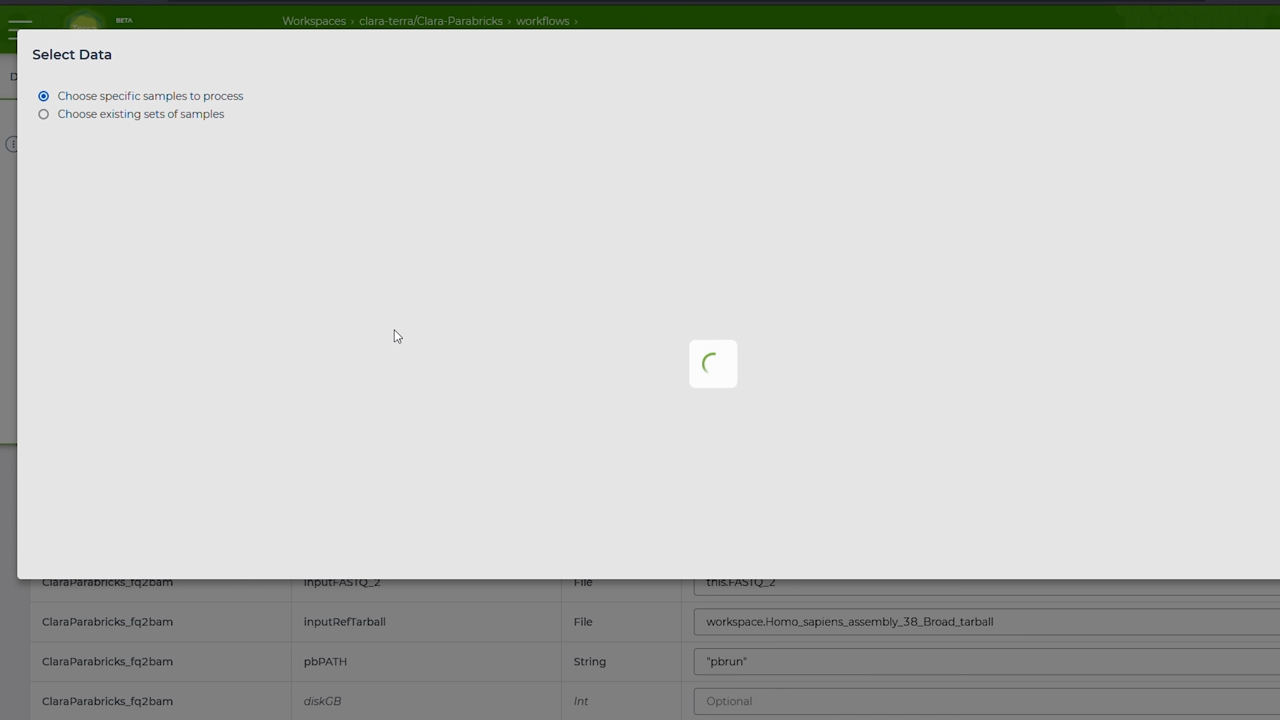 BETA
Workspaces › clara-terra/Clara-Parabricks › workflows ›
Select Data
D
Choose specific samples to process
Choose existing sets of samples
ClaraParabricks_fq2bam inputFASTQ_2 File this.FASTQ_2
ClaraParabricks_fq2bam inputRefTarball File workspace.Homo_sapiens_assembly_38_Broad_tarball
ClaraParabricks_fq2bam pbPATH String "pbrun"
ClaraParabricks_fq2bam diskGB Int Optional